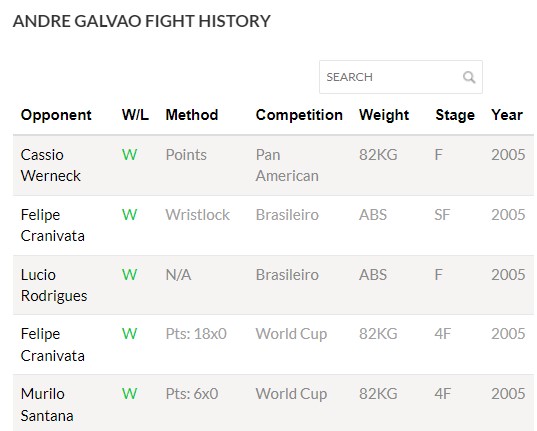 ANDRE GALVAO FIGHT HISTORY
SEARCH
Opponent W/L Method Competition Weight Stage Year
Cassio W Points Pan 82KG F 2005
Werneck American
Felipe W Wristlock Brasileiro ABS SF 2005
Cranivata
Lucio W N/A Brasileiro ABS F 2005
Rodrigues
Felipe W Pts: 18x0 World Cup 82KG 4F 2005
Cranivata
Murilo W Pts: 6x0 World Cup 82KG 4F 2005
Santana